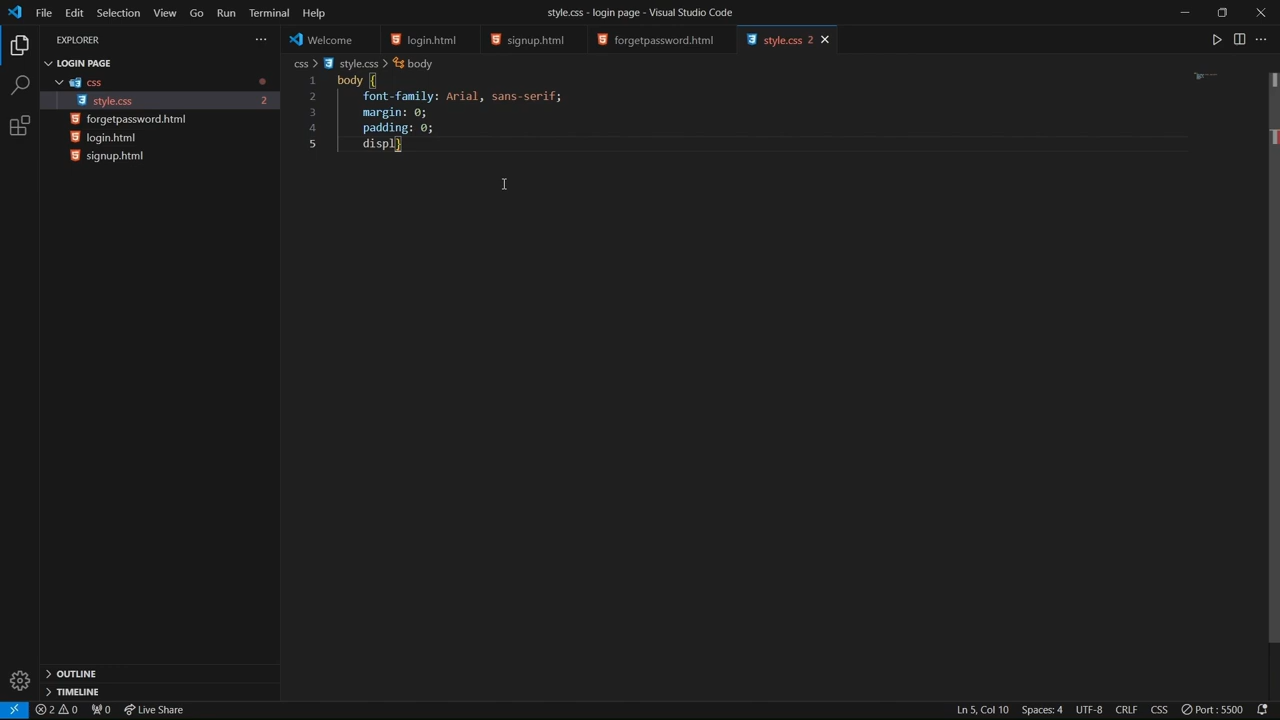 File Edit Selection View Go Run Terminal Help style.css - login page - Visual Studio Code
EXPLORER
Welcome login.html signup.html forgetpassword.html style.css 2
LOGIN PAGE
css
style.css 2
forgetpassword.html
login.html
signup.html
css > style.css > body
1 body {
2 font-family: Arial, sans-serif;
3 margin: 0;
4 padding: 0;
5 displ}
OUTLINE
TIMELINE
2 0 0 Live Share Ln 5, Col 10 Spaces: 4 UTF-8 CRLF CSS Port : 5500